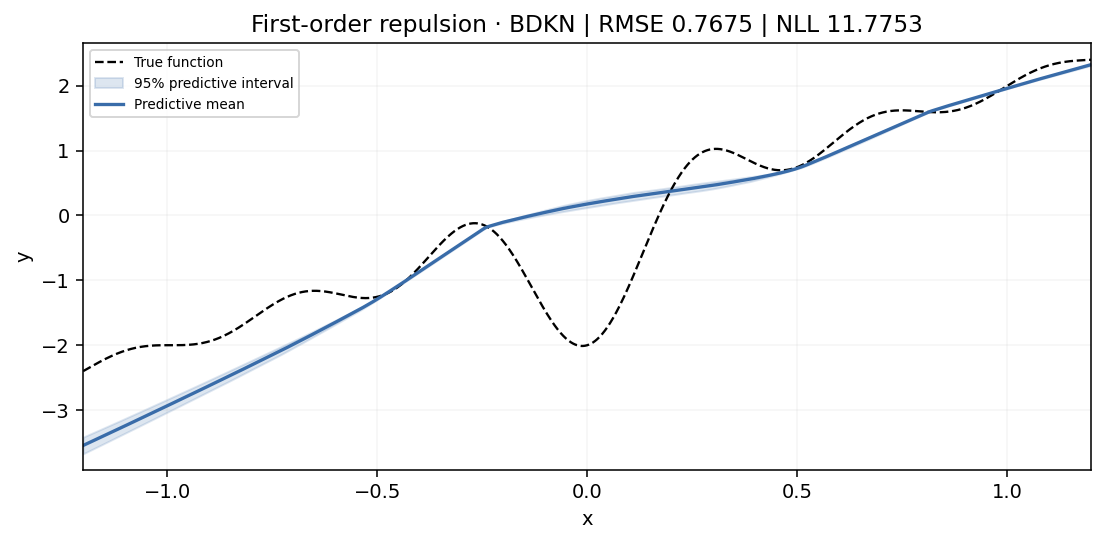 First-order repulsion · BDKN | RMSE 0.7675 | NLL 11.7753
True function
95% predictive interval
Predictive mean
2
1
0
−1
−2
−3
y
−1.0 −0.5 0.0 0.5 1.0
x